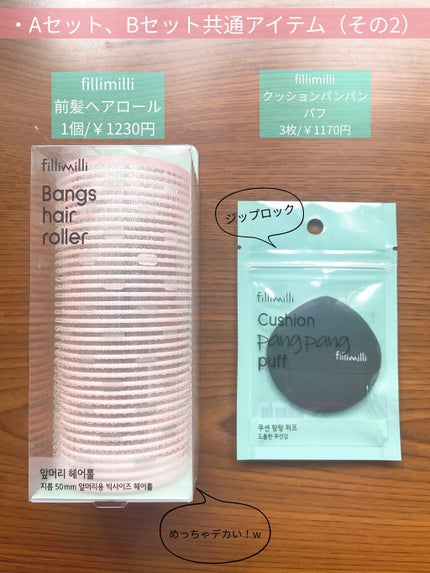 ・Aセット、Bセット共通アイテム（その2）
fillimilli
前髪ヘアロール
1個/￥1230円
fillimilli
クッションパンパン
パフ
3枚/￥1170円
fillimilli
Bangs
hair
roller
앞머리 헤어롤
지름 50mm 앞머리용 빅사이즈 헤어롤
ジップロック
fillimilli
Cushion
pang pang
puff
fillimilli
쿠션 팡팡 퍼프
도톰한 쿠션감
めっちゃデカい！w